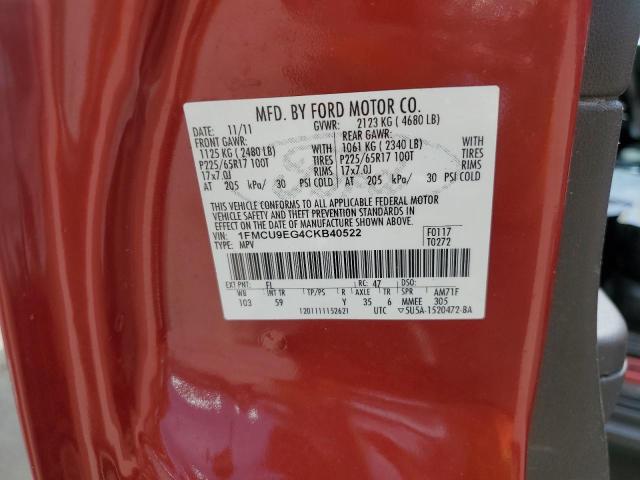 MFD. BY FORD MOTOR CO.
DATE: 11/11 GVWR: 2123 KG ( 4680 LB)
FRONT GAWR: REAR GAWR:
1125 KG ( 2480 LB) WITH 1061 KG ( 2340 LB) WITH
P225/65R17 100T TIRES P225/65R17 100T TIRES
17x7.0J RIMS 17x7.0J RIMS
AT 205 kPa/ 30 PSI COLD AT 205 kPa/ 30 PSI COLD
THIS VEHICLE CONFORMS TO ALL APPLICABLE FEDERAL MOTOR
VEHICLE SAFETY AND THEFT PREVENTION STANDARDS IN
EFFECT ON THE DATE OF MANUFACTURE SHOWN ABOVE.
VIN: 1FMCU9EG4CKB40522 F0117
TYPE: MPV T0272
EXT PNT: FL RC: 47 DSO:
WB INT TR TP/PS R AXLE TR SPR AM71F
103 59 Y 35 6 MMEE 305
1201111152621 UTC ▽5U5A-1520472-BA